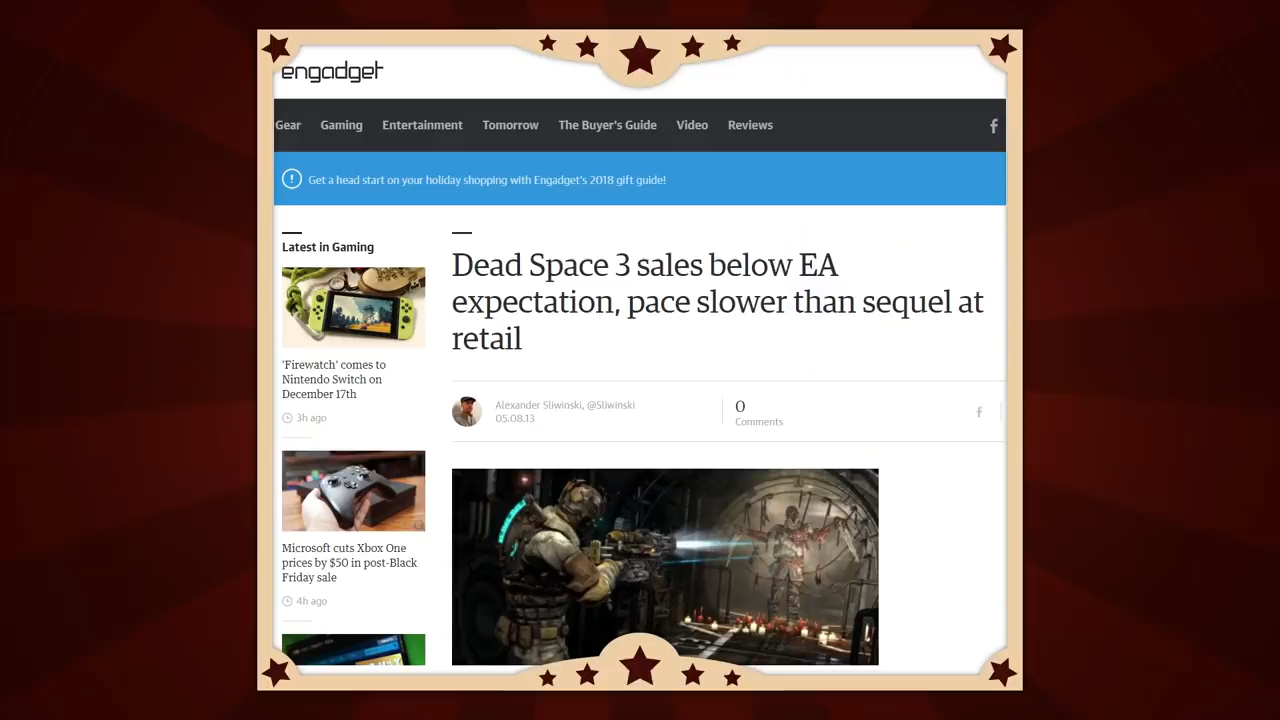 engadget
Gear Gaming Entertainment Tomorrow The Buyer's Guide Video Reviews
Get a head start on your holiday shopping with Engadget's 2018 gift guide!
Latest in Gaming
'Firewatch' comes to
Nintendo Switch on
December 17th
3h ago
Microsoft cuts Xbox One
prices by $50 in post-Black
Friday sale
4h ago
Dead Space 3 sales below EA
expectation, pace slower than sequel at
retail
Alexander Sliwinski, @Sliwinski
05.08.13
0
Comments